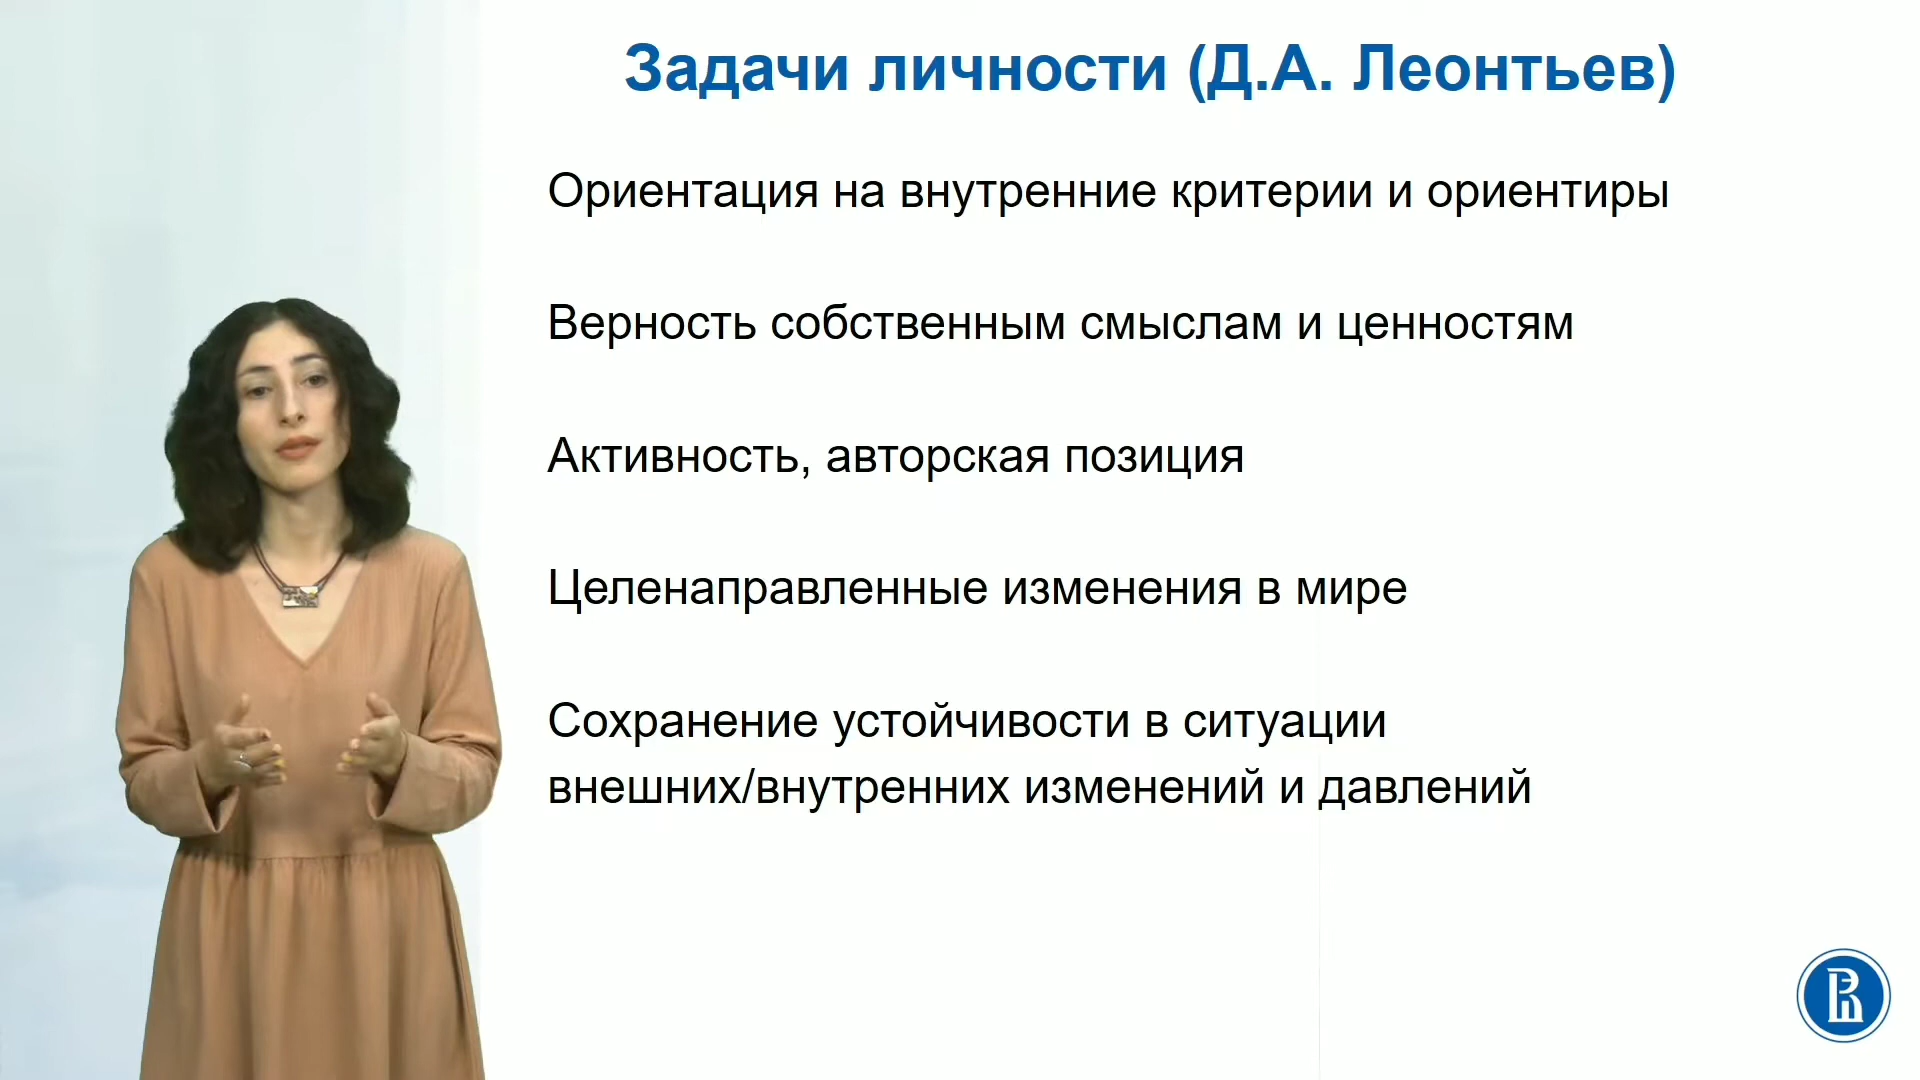 Задачи личности (Д.А. Леонтьев)
Ориентация на внутренние критерии и ориентиры
Верность собственным смыслам и ценностям
Активность, авторская позиция
Целенаправленные изменения в мире
Сохранение устойчивости в ситуации
внешних/внутренних изменений и давлений